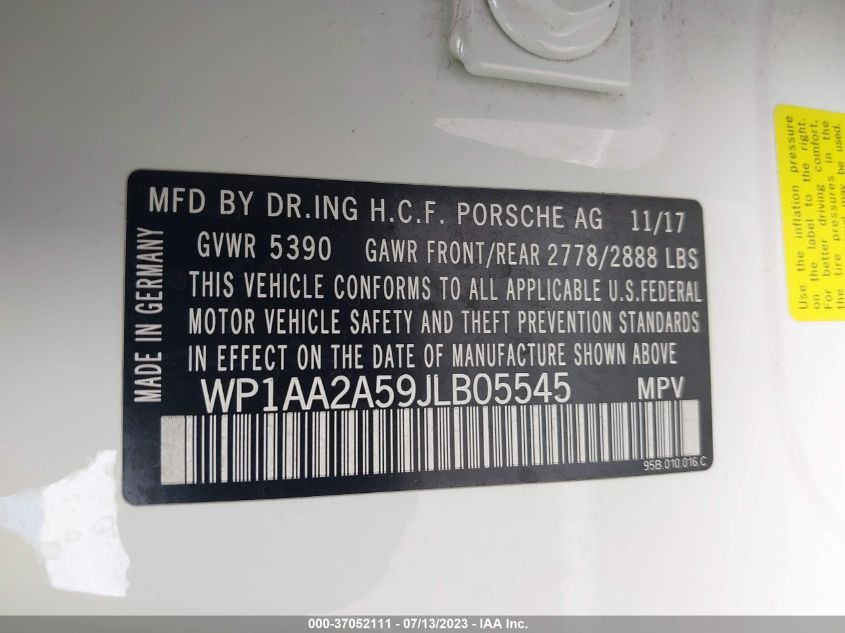 MFD BY DR.ING H.C.F. PORSCHE AG 11/17
GVWR 5390 GAWR FRONT/REAR 2778/2888 LBS
THIS VEHICLE CONFORMS TO ALL APPLICABLE U.S.FEDERAL
MOTOR VEHICLE SAFETY AND THEFT PREVENTION STANDARDS
IN EFFECT ON THE DATE OF MANUFACTURE SHOWN ABOVE
WP1AA2A59JLB05545 MPV
95B 010 016 C
MADE IN GERMANY
Use the inflation pressure
on the label to the right.
For better driving comfort,
the tire pressures in the
may be used.
000-37052111 - 07/13/2023 - IAA Inc.